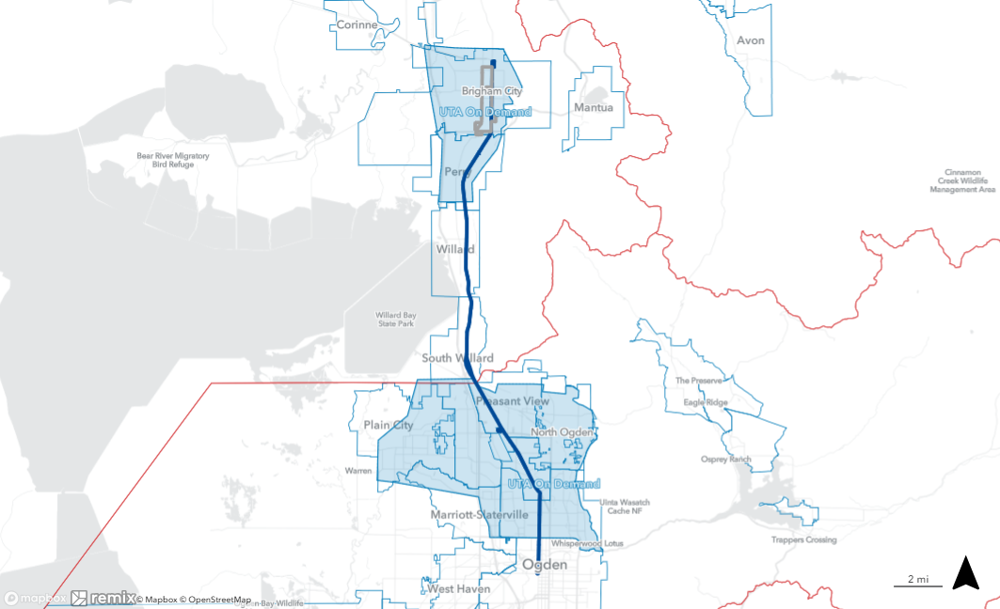 Corinne
Avon
Brigham City
UTA On Demand
Mantua
Bear River Migratory
Bird Refuge
Perry
Cinnamon
Creek Wildlife
Management Area
Willard
Willard Bay
State Park
South Willard
The Preserve
Pleasant View
Eagle Ridge
Plain City
North Ogden
Osprey Ranch
Warren
UTA On Demand
Uinta Wasatch
Cache NF
Marriott-Slaterville
Trappers Crossing
Whisperwood Lotus
Ogden
2 mi
West Haven
mapbox remix © Mapbox © OpenStreetMap
Ogden Bay Wildlife